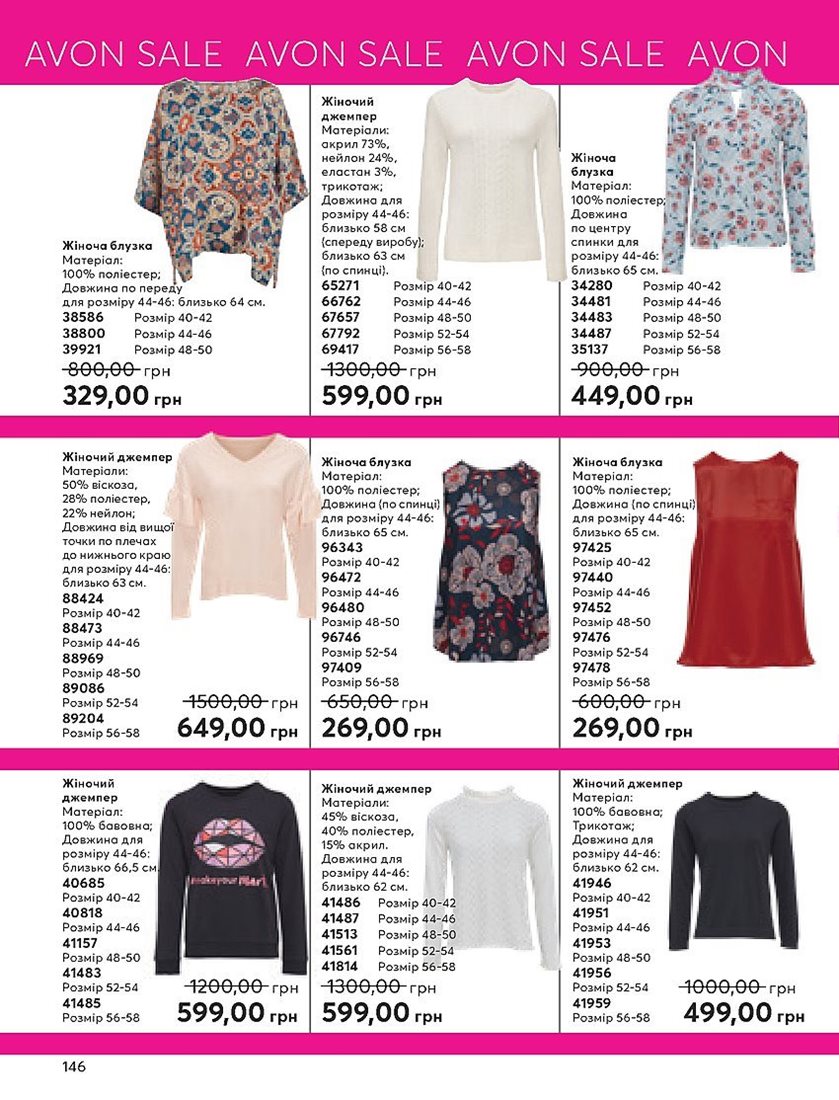 AVON SALE AVON SALE AVON SALE AVON
Жіноча блузка
Матеріал:
100% поліестер;
Довжина по переду
для розміру 44-46: близько 64 см.
38586 Розмір 40-42
38800 Розмір 44-46
39921 Розмір 48-50
800,00 грн
329,00 грн
Жіночий
джемпер
Матеріали:
акрил 73%,
нейлон 24%,
еластан 3%,
трикотаж;
Довжина для
розміру 44-46:
близько 58 см
(спереду виробу);
близько 63 см
(по спинці).
65271 Розмір 40-42
66762 Розмір 44-46
67657 Розмір 48-50
67792 Розмір 52-54
69417 Розмір 56-58
1300,00 грн
599,00 грн
Жіноча
блузка
Матеріал:
100% поліестер;
Довжина
по центру
спинки для
розміру 44-46:
близько 65 см.
34280 Розмір 40-42
34481 Розмір 44-46
34483 Розмір 48-50
34487 Розмір 52-54
35137 Розмір 56-58
900,00 грн
449,00 грн
Жіночий джемпер
Матеріали:
50% віскоза,
28% поліестер,
22% нейлон;
Довжина від вищої
точки по плечах
до нижнього краю
для розміру 44-46:
близько 63 см.
88424
Розмір 40-42
88473
Розмір 44-46
88969
Розмір 48-50
89086
Розмір 52-54
89204
Розмір 56-58
1500,00 грн
649,00 грн
Жіноча блузка
Матеріал:
100% поліестер;
Довжина (по спинці)
для розміру 44-46:
близько 65 см.
96343
Розмір 40-42
96472
Розмір 44-46
96480
Розмір 48-50
96746
Розмір 52-54
97409
Розмір 56-58
650,00 грн
269,00 грн
Жіноча блузка
Матеріал:
100% поліестер;
Довжина (по спинці)
для розміру 44-46:
близько 65 см.
97425
Розмір 40-42
97440
Розмір 44-46
97452
Розмір 48-50
97476
Розмір 52-54
97478
Розмір 56-58
600,00 грн
269,00 грн
Жіночий
джемпер
Матеріал:
100% бавовна;
Довжина для
розміру 44-46:
близько 66,5 см.
40685
Розмір 40-42
40818
Розмір 44-46
41157
Розмір 48-50
41483
Розмір 52-54
41485
Розмір 56-58
1200,00 грн
599,00 грн
Жіночий джемпер
Матеріали:
45% віскоза,
40% поліестер,
15% акрил.
Довжина для
розміру 44-46:
близько 62 см.
41486 Розмір 40-42
41487 Розмір 44-46
41513 Розмір 48-50
41561 Розмір 52-54
41814 Розмір 56-58
1300,00 грн
599,00 грн
Жіночий джемпер
Матеріал:
100% бавовна;
Трикотаж;
Довжина для
розміру 44-46:
близько 62 см.
41946
Розмір 40-42
41951
Розмір 44-46
41953
Розмір 48-50
41956
Розмір 52-54
41959
Розмір 56-58
1000,00 грн
499,00 грн
146